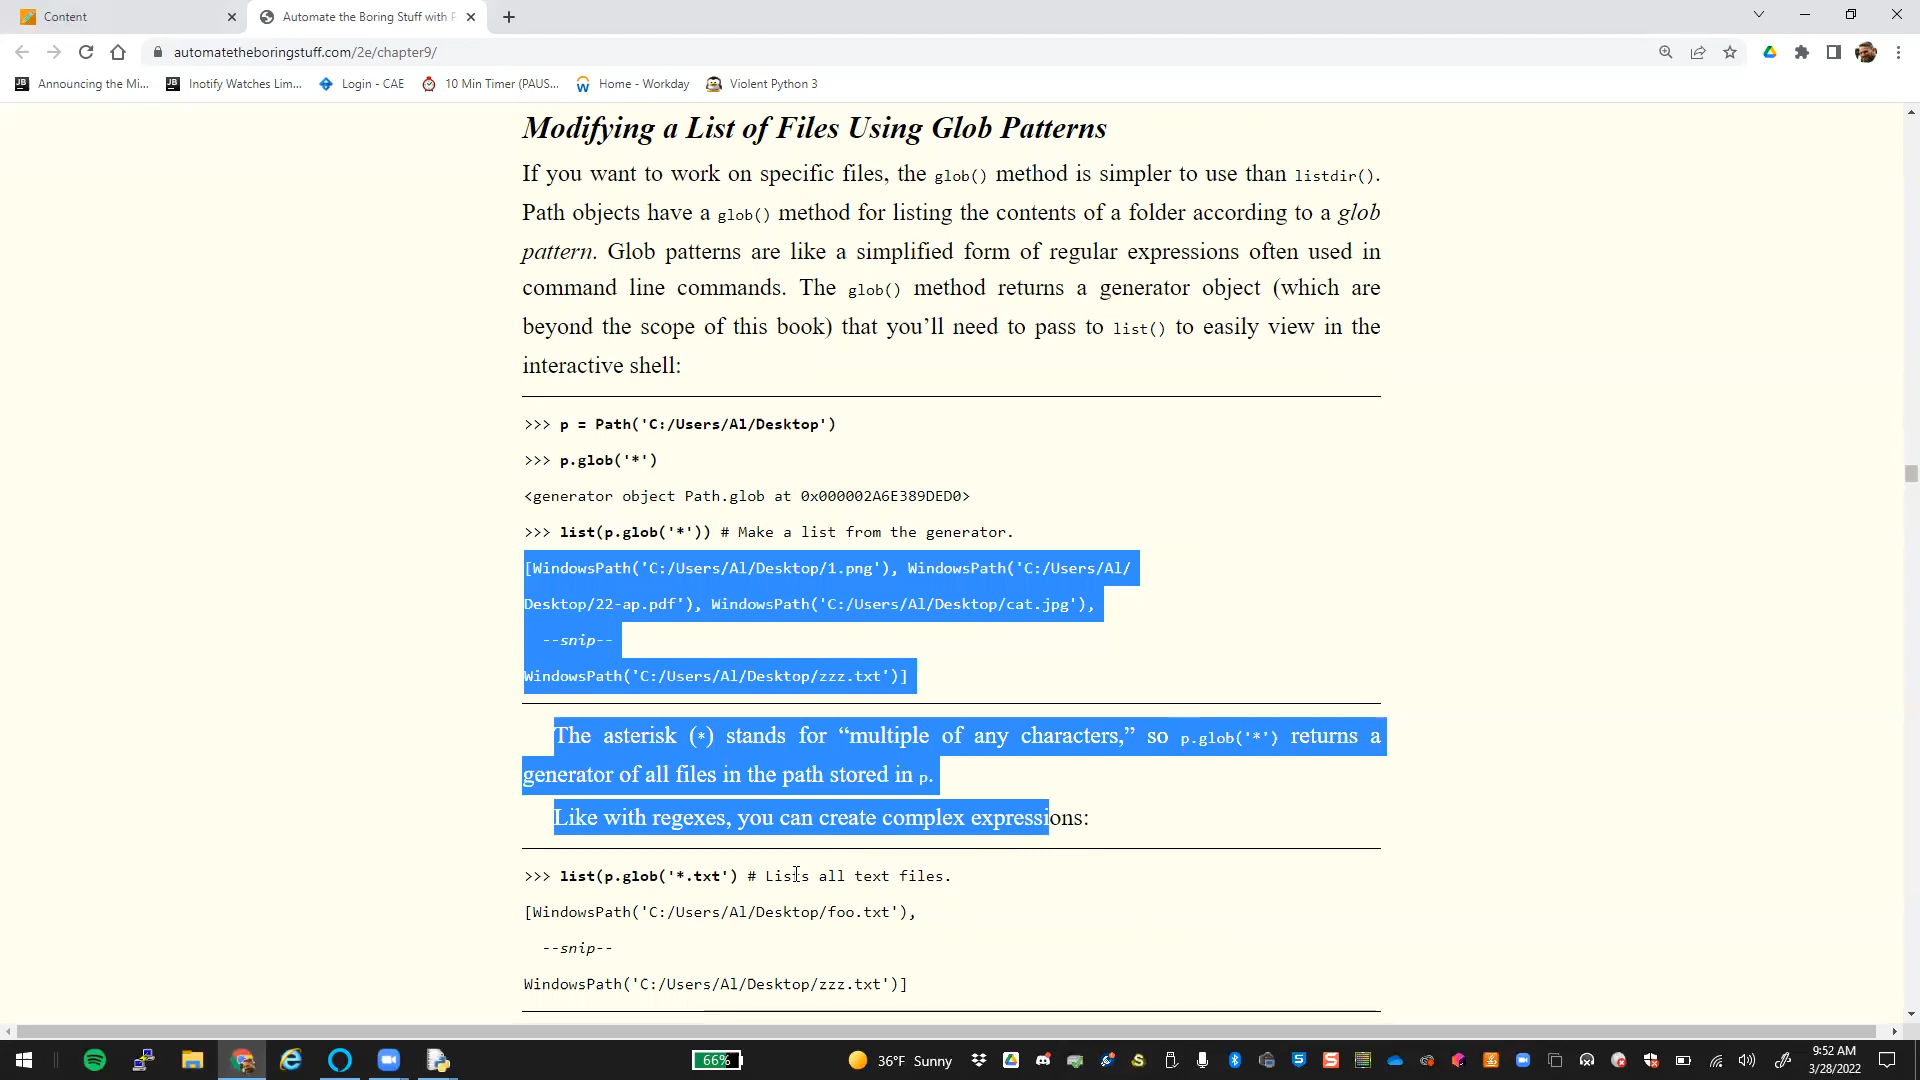 Content
Automate the Boring Stuff with P
automatetheboringstuff.com/2e/chapter9/
Announcing the Mi...
Inotify Watches Lim...
Login - CAE
10 Min Timer (PAUS...
Home - Workday
Violent Python 3
Modifying a List of Files Using Glob Patterns
If you want to work on specific files, the glob() method is simpler to use than listdir().
Path objects have a glob() method for listing the contents of a folder according to a glob
pattern. Glob patterns are like a simplified form of regular expressions often used in
command line commands. The glob() method returns a generator object (which are
beyond the scope of this book) that you’ll need to pass to list() to easily view in the
interactive shell:
>>> p = Path('C:/Users/Al/Desktop')
>>> p.glob('*')
<generator object Path.glob at 0x000002A6E389DED0>
>>> list(p.glob('*')) # Make a list from the generator.
[WindowsPath('C:/Users/Al/Desktop/1.png'), WindowsPath('C:/Users/Al/
Desktop/22-ap.pdf'), WindowsPath('C:/Users/Al/Desktop/cat.jpg'),
--snip--
WindowsPath('C:/Users/Al/Desktop/zzz.txt')]
The asterisk (*) stands for “multiple of any characters,” so p.glob('*') returns a
generator of all files in the path stored in p.
Like with regexes, you can create complex expressions:
>>> list(p.glob('*.txt') # Lists all text files.
[WindowsPath('C:/Users/Al/Desktop/foo.txt'),
--snip--
WindowsPath('C:/Users/Al/Desktop/zzz.txt')]
66%
36°F Sunny
9:52 AM
3/28/2022